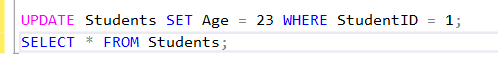 UPDATE Students SET Age = 23 WHERE StudentID = 1;
SELECT * FROM Students;